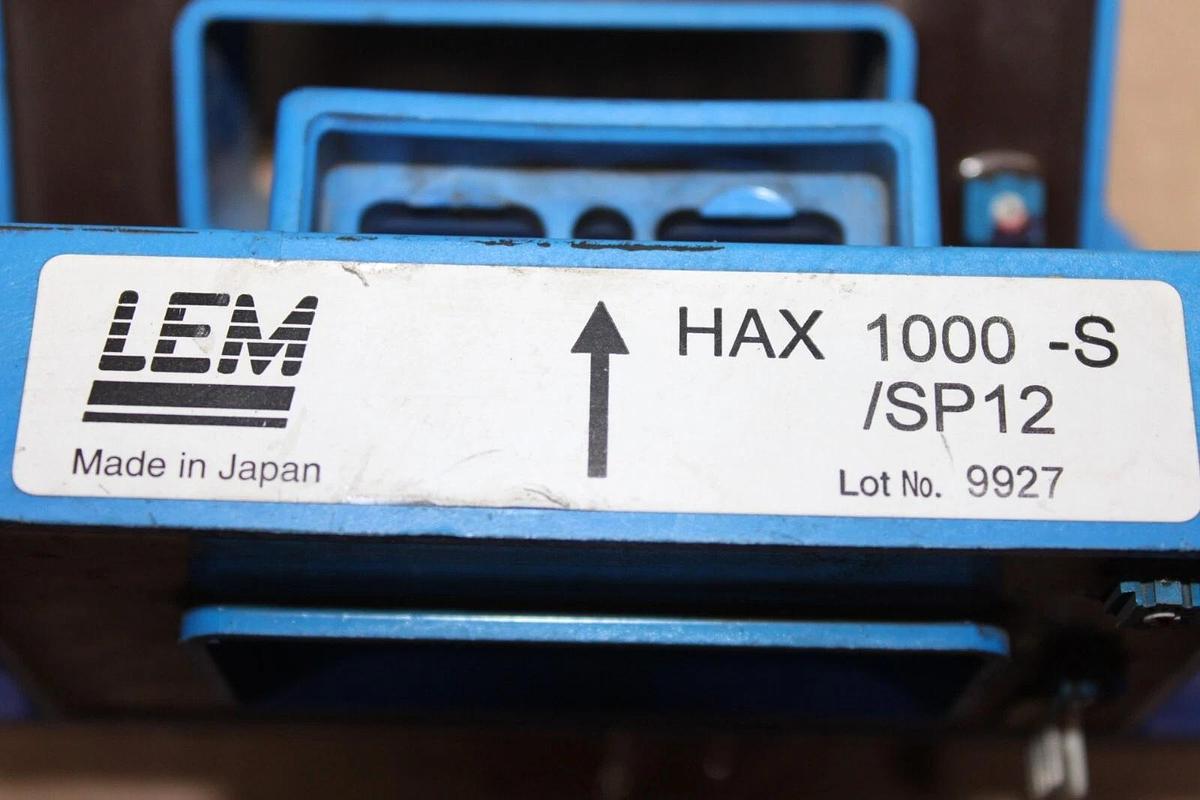 LEM
Made in Japan
HAX 1000 -S
/SP12
Lot No. 9927